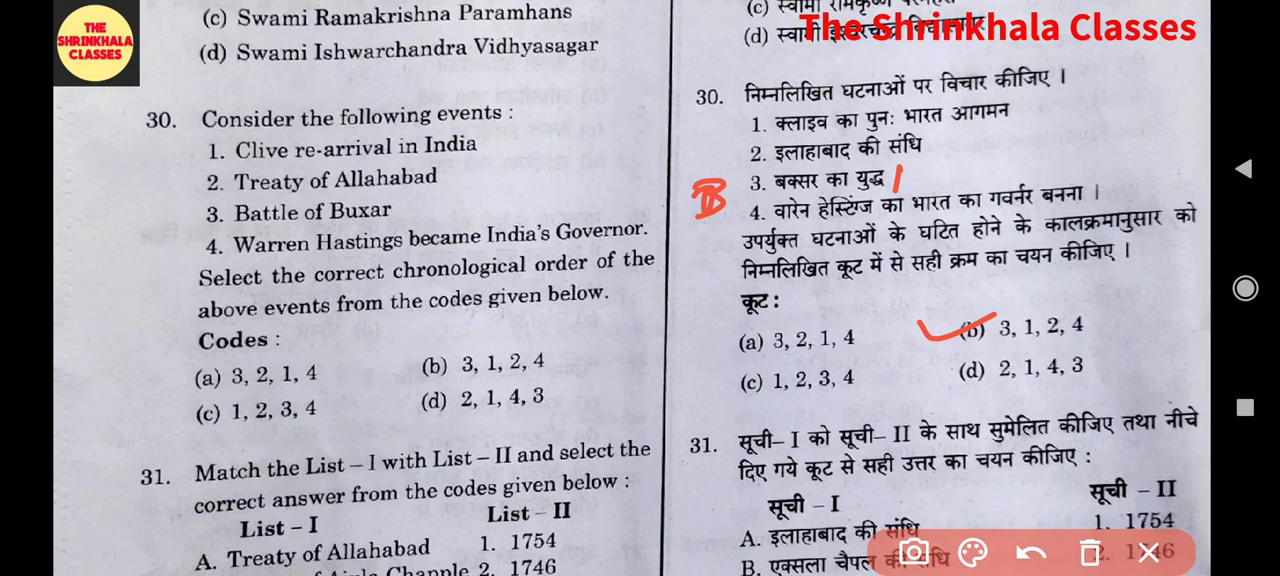 THE
SHRINKHALA
CLASSES
The Shrinkhala Classes
(c) Swami Ramakrishna Paramhans
(d) Swami Ishwarchandra Vidhyasagar
30. Consider the following events :
1. Clive re-arrival in India
2. Treaty of Allahabad
3. Battle of Buxar
4. Warren Hastings became India's Governor.
Select the correct chronological order of the
above events from the codes given below.
Codes :
(a) 3, 2, 1, 4 (b) 3, 1, 2, 4
(c) 1, 2, 3, 4 (d) 2, 1, 4, 3
31. Match the List – I with List – II and select the
correct answer from the codes given below :
List – I List – II
A. Treaty of Allahabad 1. 1754
Chapple 2. 1746
(c) स्वामी
(d) स्वामी
30. निम्नलिखित घटनाओं पर विचार कीजिए ।
1. क्लाइव का पुनः भारत आगमन
2. इलाहाबाद की संधि
3. बक्सर का युद्ध
4. वारेन हेस्टिंग्ज का भारत का गवर्नर बनना ।
उपर्युक्त घटनाओं के घटित होने के कालक्रमानुसार को
निम्नलिखित कूट में से सही क्रम का चयन कीजिए ।
कूट :
(a) 3, 2, 1, 4 (b) 3, 1, 2, 4
(c) 1, 2, 3, 4 (d) 2, 1, 4, 3
31. सूची– I को सूची– II के साथ सुमेलित कीजिए तथा नीचे
दिए गये कूट से सही उत्तर का चयन कीजिए :
सूची – I सूची – II
A. इलाहाबाद की संधि 1. 1754
B. एक्सला चैपल की संधि 2. 1746